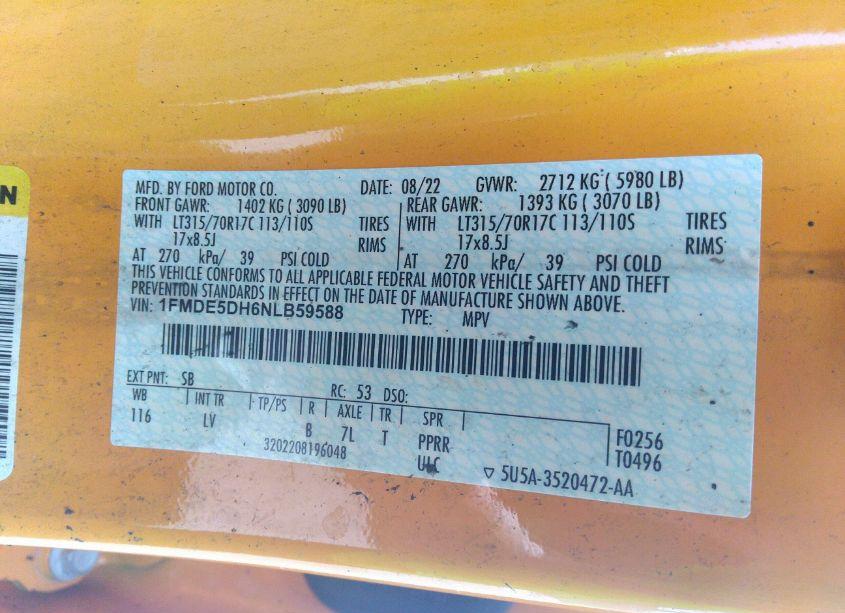 N
MFD. BY FORD MOTOR CO. DATE: 08/22 GVWR: 2712 KG ( 5980 LB)
FRONT GAWR: 1402 KG ( 3090 LB) REAR GAWR: 1393 KG ( 3070 LB)
WITH LT315/70R17C 113/110S TIRES WITH LT315/70R17C 113/110S TIRES
17x8.5J RIMS 17x8.5J RIMS
AT 270 kPa/ 39 PSI COLD AT 270 kPa/ 39 PSI COLD
THIS VEHICLE CONFORMS TO ALL APPLICABLE FEDERAL MOTOR VEHICLE SAFETY AND THEFT
PREVENTION STANDARDS IN EFFECT ON THE DATE OF MANUFACTURE SHOWN ABOVE.
VIN: 1FMDE5DH6NLB59588 TYPE: MPV
EXT PNT: SB RC: 53 DSO:
WB INT TR TP/PS R AXLE TR SPR
116 LV B 7L T PPRR F0256
3202208196048 UIC T0496
5U5A-3520472-AA